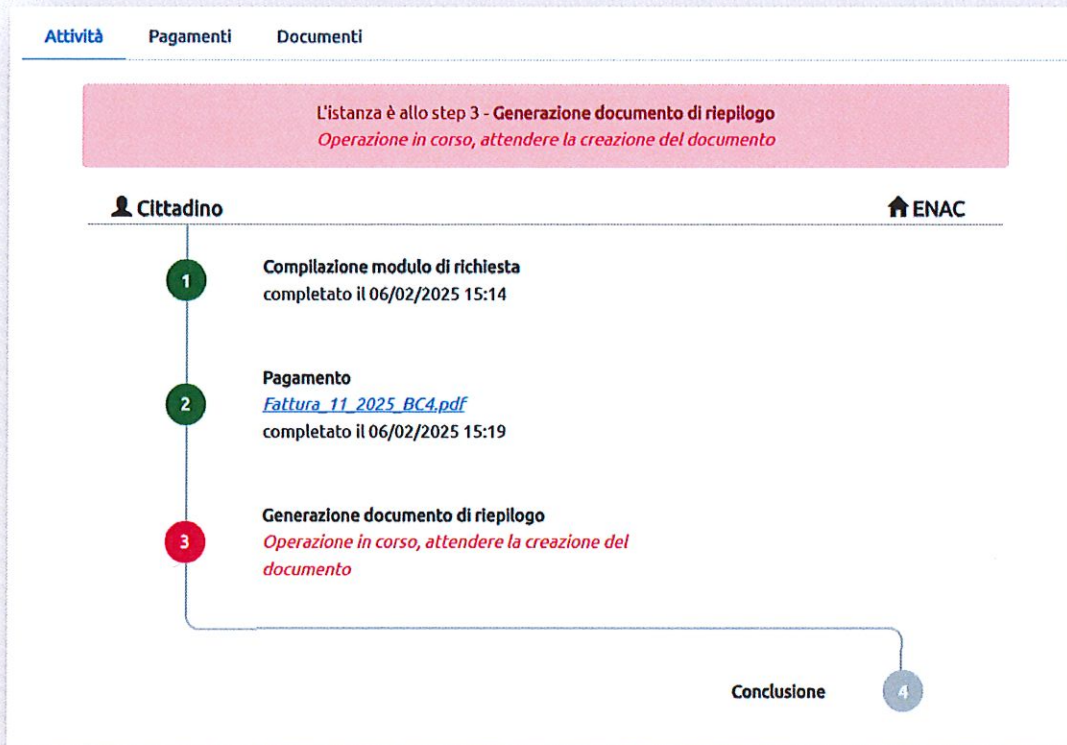 Attività Pagamenti Documenti
L'istanza è allo step 3 - Generazione documento di riepilogo
Operazione in corso, attendere la creazione del documento
Cittadino ENAC
1 Compilazione modulo di richiesta
completato il 06/02/2025 15:14
Pagamento
2 Fattura_11_2025_BC4.pdf
completato il 06/02/2025 15:19
Generazione documento di riepilogo
3 Operazione in corso, attendere la creazione del
documento
Conclusione 4